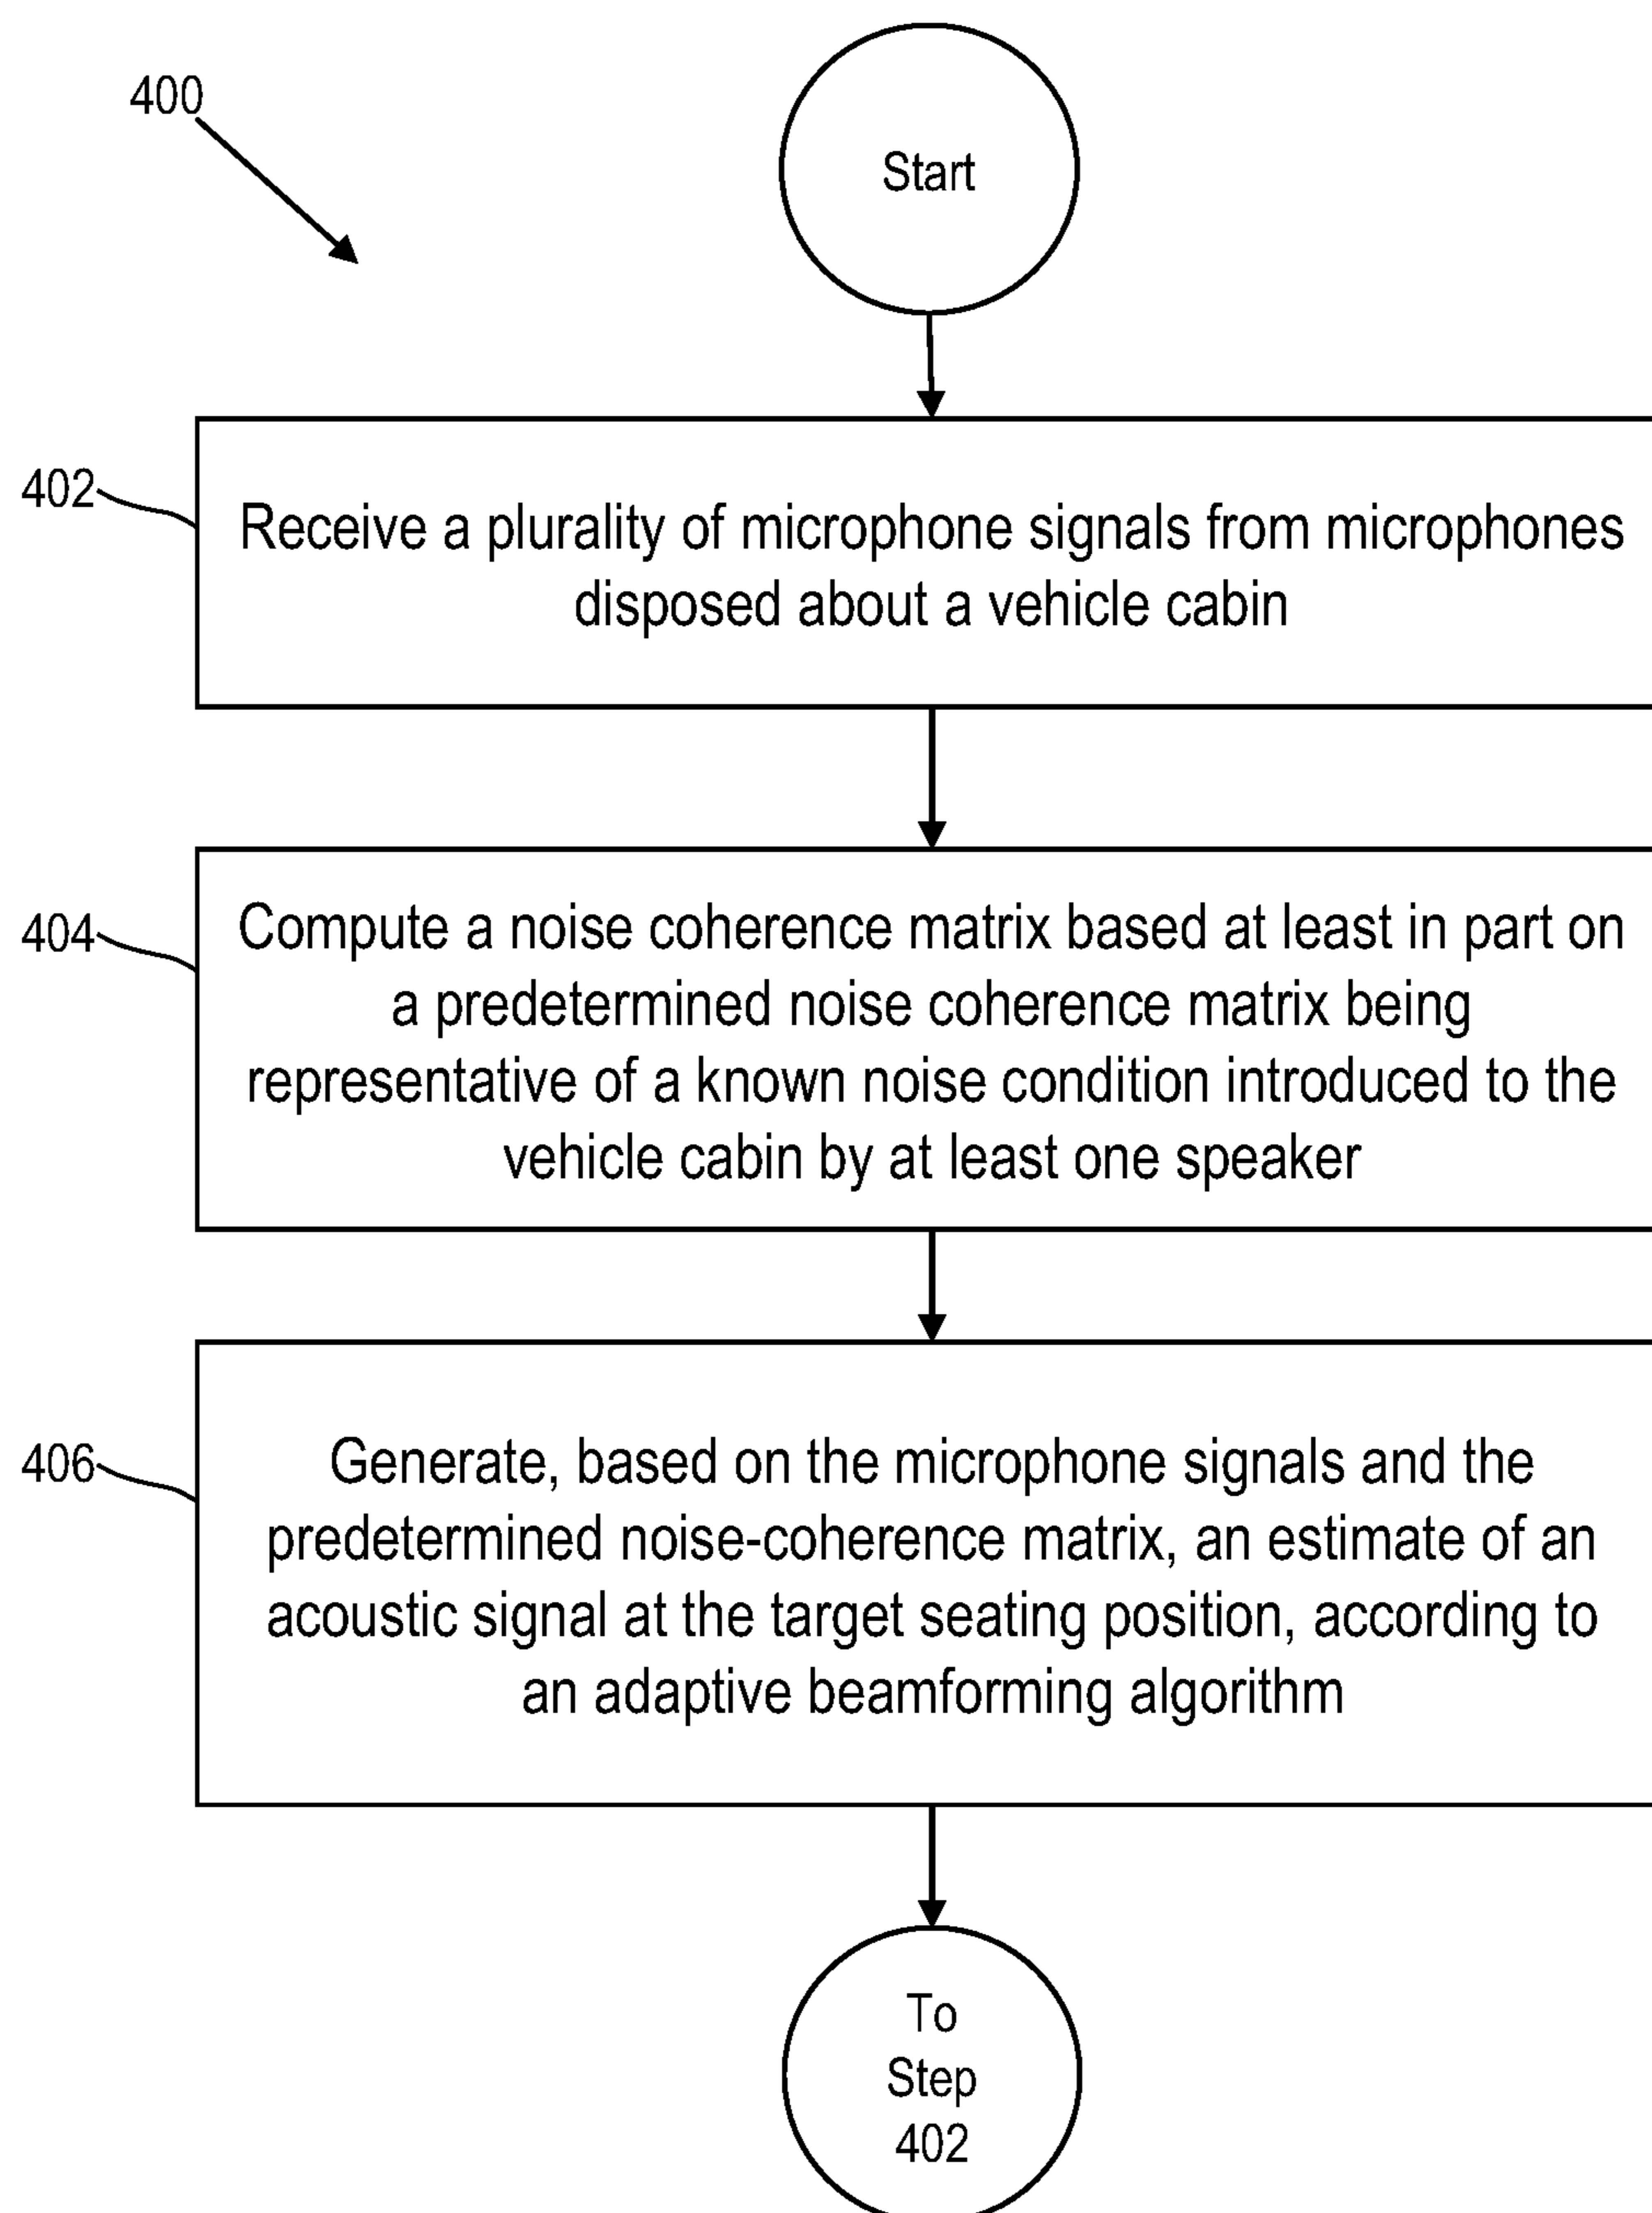 400
Start
402
Receive a plurality of microphone signals from microphones
disposed about a vehicle cabin
404
Compute a noise coherence matrix based at least in part on
a predetermined noise coherence matrix being
representative of a known noise condition introduced to the
vehicle cabin by at least one speaker
406
Generate, based on the microphone signals and the
predetermined noise-coherence matrix, an estimate of an
acoustic signal at the target seating position, according to
an adaptive beamforming algorithm
To
Step
402